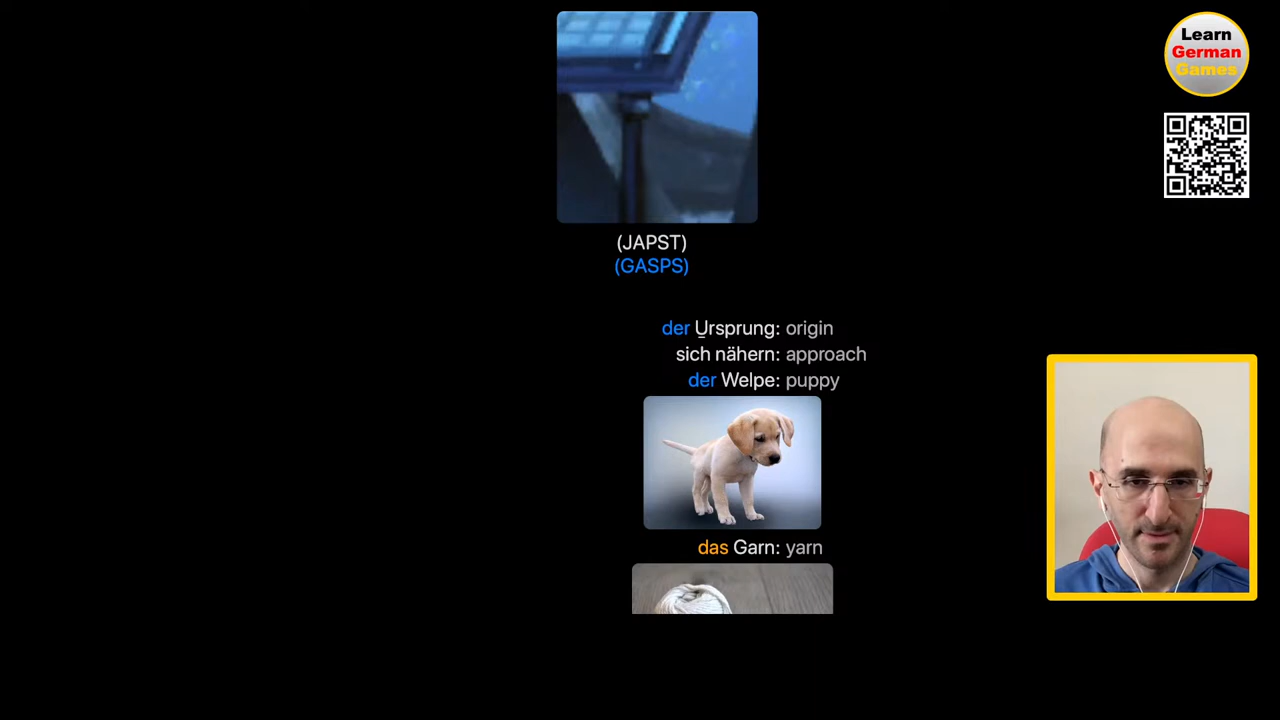 Learn
German
Games
(JAPST)
(GASPS)
der Ursprung: origin
sich nähern: approach
der Welpe: puppy
das Garn: yarn